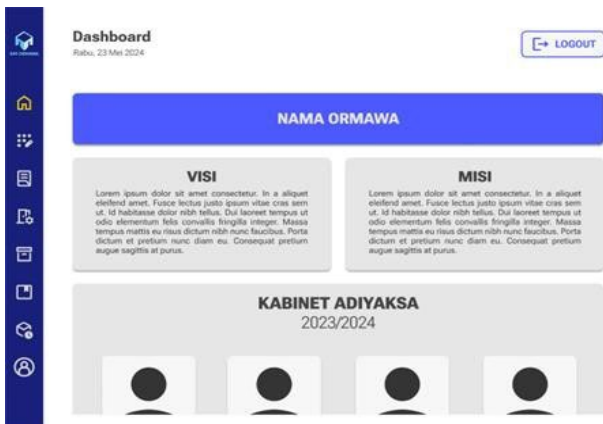 Dashboard
Rabu, 23 Mei 2024
LOGOUT
NAMA ORMAWA
VISI
Lorem ipsum dolor sit amet consectetur. In a aliquet
eleifend amet. Fusce lectus justo ipsum vitae cras sem
ut. Id habitasse dolor nibh tellus. Dui laoreet tempus ut
odio elementum felis convallis fringilla integer. Massa
tempus mattis eu risus dictum nibh nunc faucibus. Porta
dictum et pretium nunc diam eu. Consequat pretium
augue sagittis at purus.
MISI
Lorem ipsum dolor sit amet consectetur. In a aliquet
eleifend amet. Fusce lectus justo ipsum vitae cras sem
ut. Id habitasse dolor nibh tellus. Dui laoreet tempus ut
odio elementum felis convallis fringilla integer. Massa
tempus mattis eu risus dictum nibh nunc faucibus. Porta
dictum et pretium nunc diam eu. Consequat pretium
augue sagittis at purus.
KABINET ADIYAKSA
2023/2024